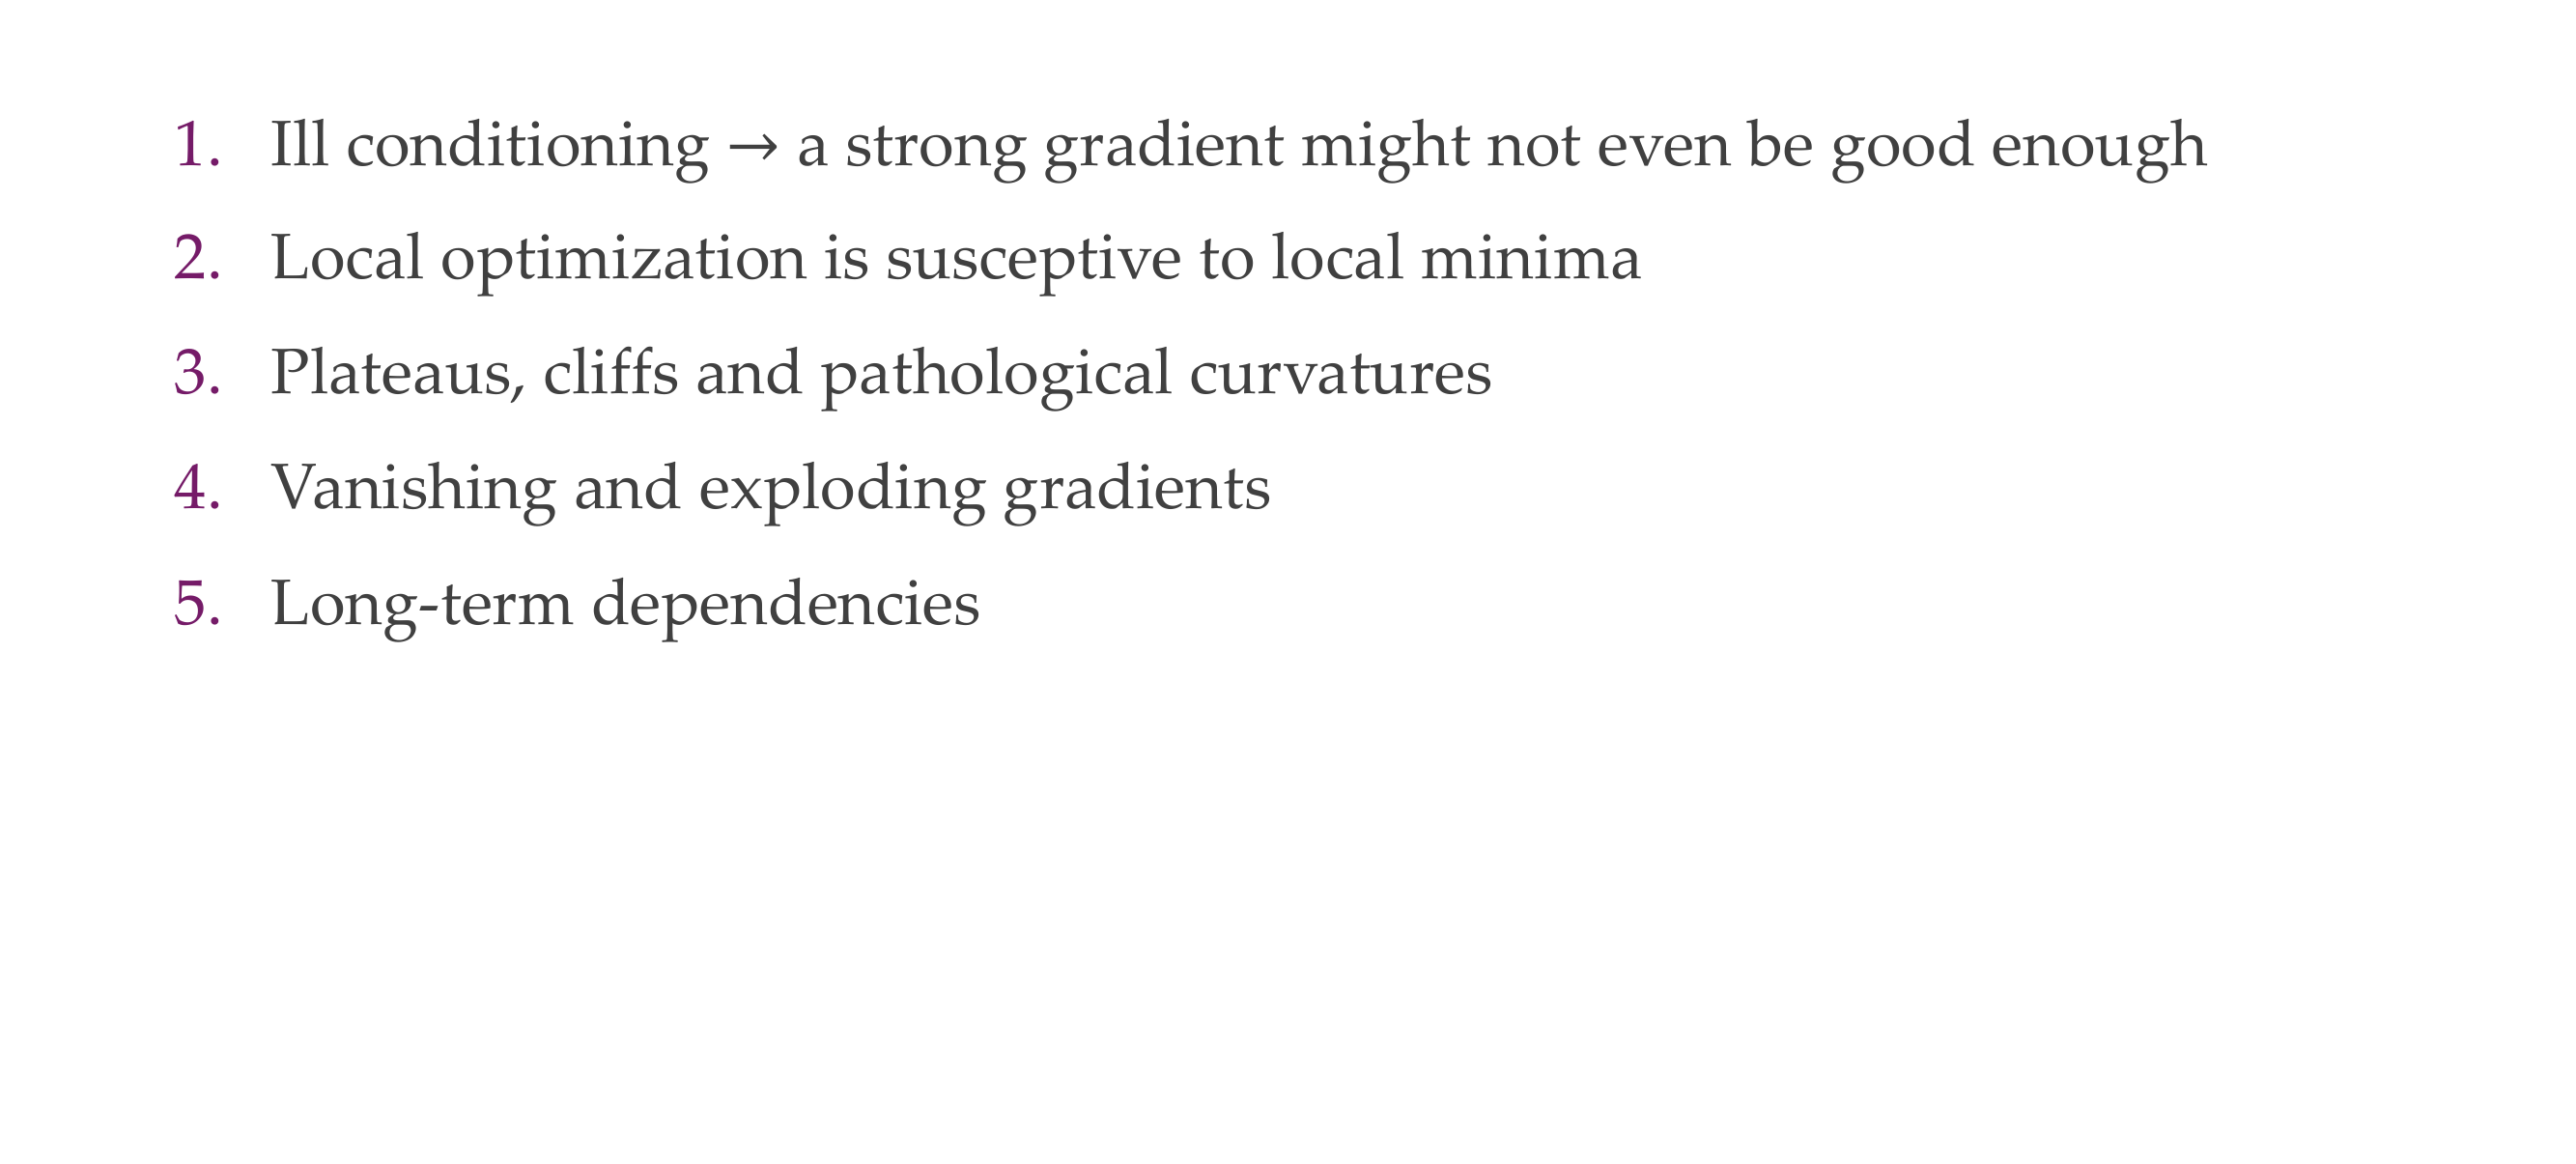 1. Ill conditioning → a strong gradient might not even be good enough
2. Local optimization is susceptive to local minima
3. Plateaus, cliffs and pathological curvatures
4. Vanishing and exploding gradients
5. Long-term dependencies